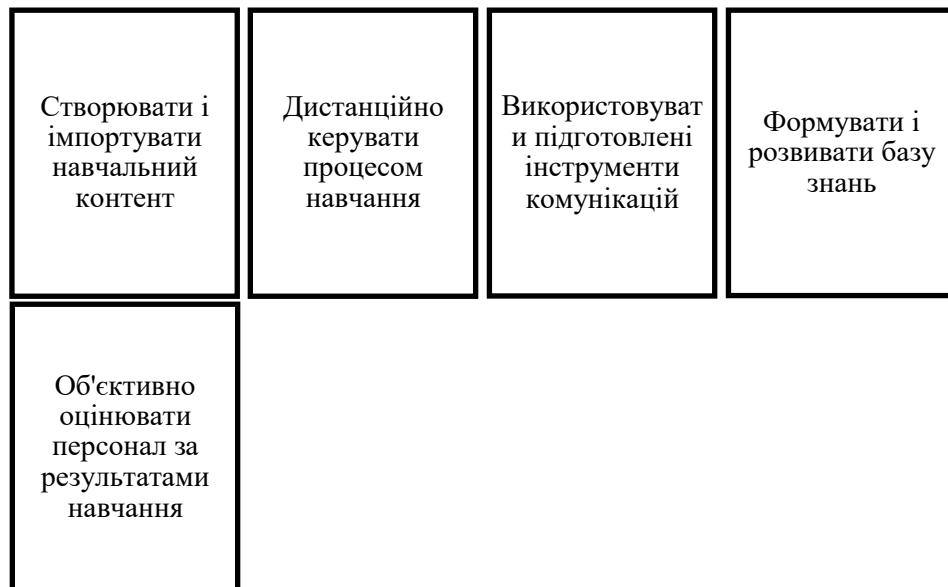 Створювати і
імпортувати
навчальний
контент
Дистанційно
керувати
процесом
навчання
Використовуват
и підготовлені
інструменти
комунікацій
Формувати і
розвивати базу
знань
Об'єктивно
оцінювати
персонал за
результатами
навчання